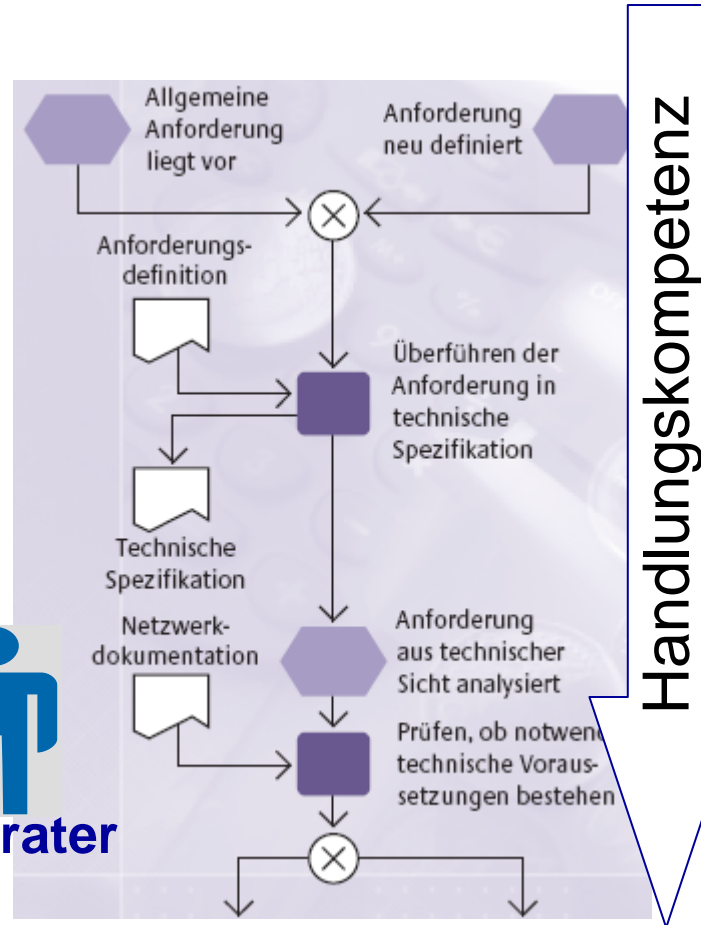 Allgemeine
Anforderung
liegt vor
Anforderung
neu definiert
Anforderungs-
definition
Überführen der
Anforderung in
technische
Spezifikation
Technische
Spezifikation
Netzwerk-
dokumentation
Anforderung
aus technischer
Sicht analysiert
Prüfen, ob
technische Voraus-
setzungen bestehen
rater
Handlungskompetenz